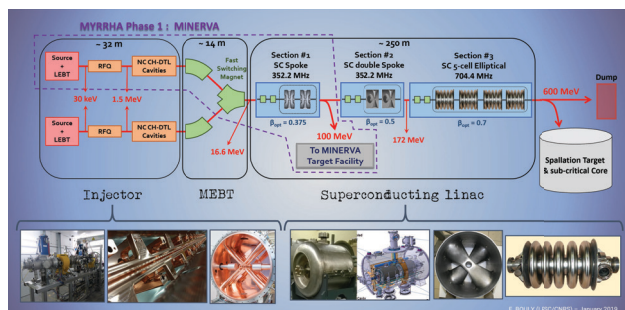 MYRRHA Phase 1 : MINERVA
~ 32 m
~ 14 m
~ 250 m
Source
+
LEBT
RFQ
NC CH-DTL
Cavities
Fast
Switching
Magnet
Section #1
SC Spoke
352.2 MHz
Section #2
SC double Spoke
352.2 MHz
Section #3
SC 5-cell Elliptical
704.4 MHz
600 MeV
Dump
30 keV
1.5 MeV
βopt = 0.375
βopt = 0.5
βopt = 0.7
Source
+
LEBT
RFQ
NC CH-DTL
Cavities
16.6 MeV
100 MeV
172 MeV
To MINERVA
Target Facility
Spallation Target
& sub-critical Core
Injector
MEBT
Superconducting linac
January 2019